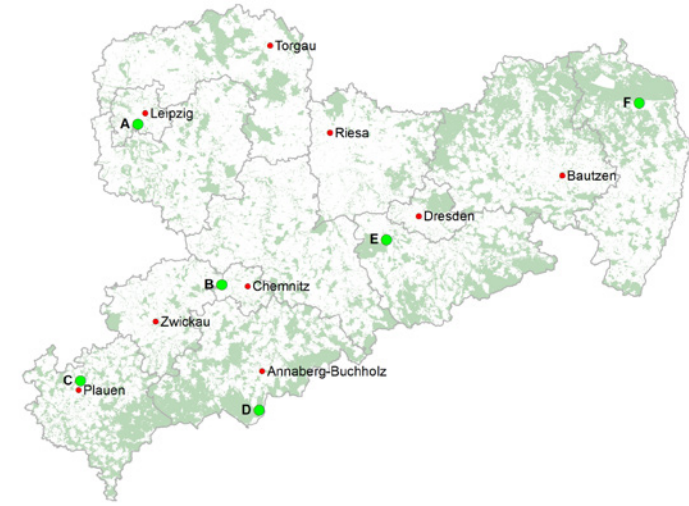 Torgau
A
Leipzig
F
Riesa
Bautzen
Dresden
E
B
Chemnitz
Zwickau
Annaberg-Buchholz
C
Plauen
D